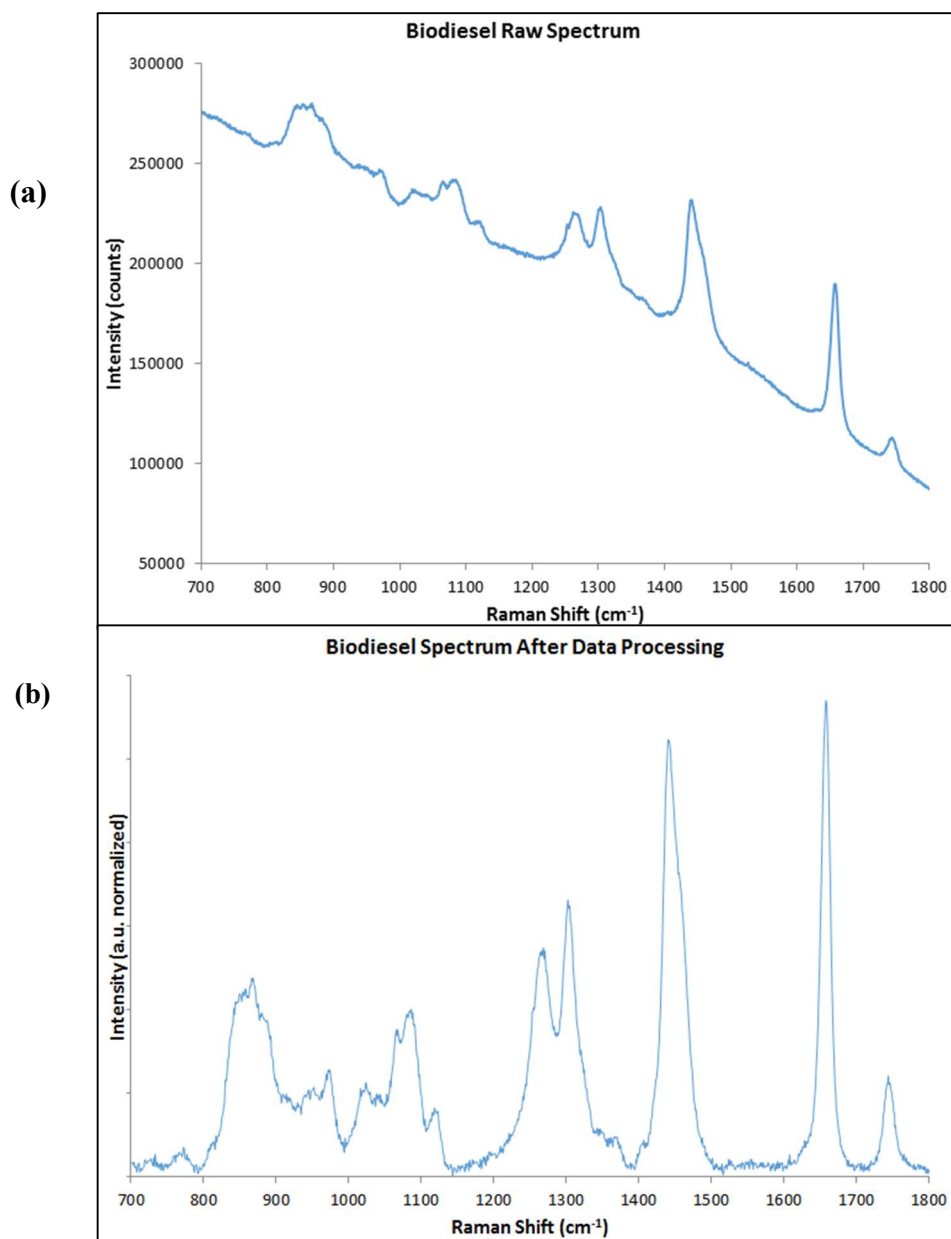 (a)
Biodiesel Raw Spectrum
300000
250000
200000
150000
100000
50000
Intensity (counts)
700 800 900 1000 1100 1200 1300 1400 1500 1600 1700 1800
Raman Shift (cm⁻¹)
(b)
Biodiesel Spectrum After Data Processing
Intensity (a.u. normalized)
700 800 900 1000 1100 1200 1300 1400 1500 1600 1700 1800
Raman Shift (cm⁻¹)